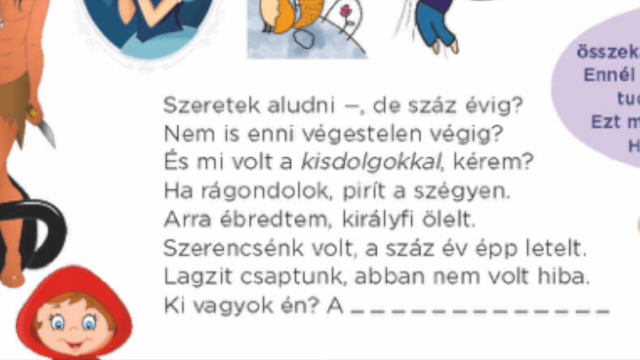 Szeretek aludni –, de száz évig?
Nem is enni végestelen végig?
És mi volt a kisdolgokkal, kérem?
Ha rágondolok, pirít a szégyen.
Arra ébredtem, királyfi ölelt.
Szerencsénk volt, a száz év épp letelt.
Lagzit csaptunk, abban nem volt hiba.
Ki vagyok én? A _ _ _ _ _ _ _ _ _ _ _ _ _
Ennél
Ezt